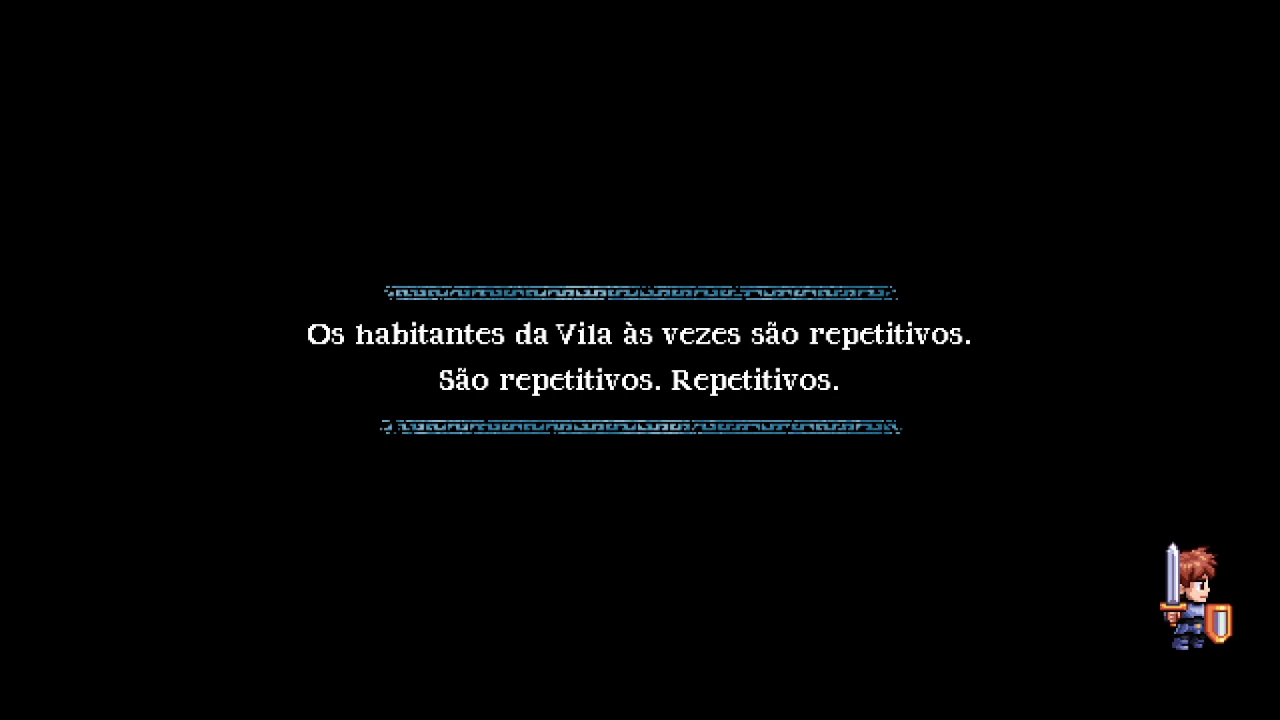 Os habitantes da Vila às vezes são repetitivos.
São repetitivos. Repetitivos.